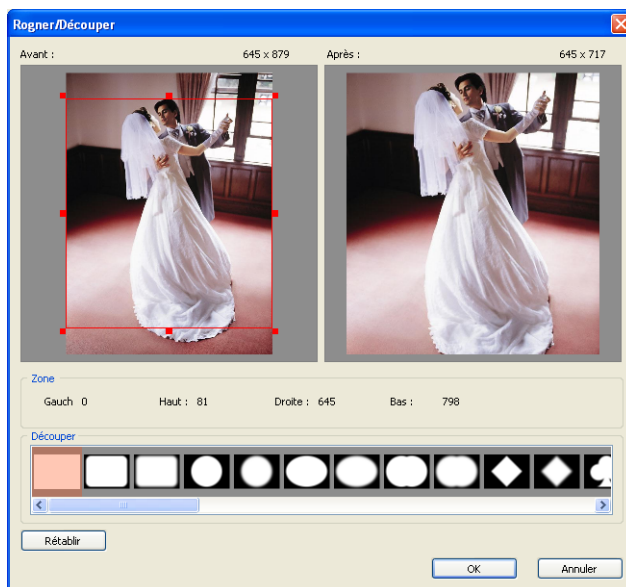 Rogner/Découper
Avant : 645 x 879 Après : 645 x 717
Zone
Gauch 0 Haut : 81 Droite : 645 Bas : 798
Découper
Rétablir
OK Annuler